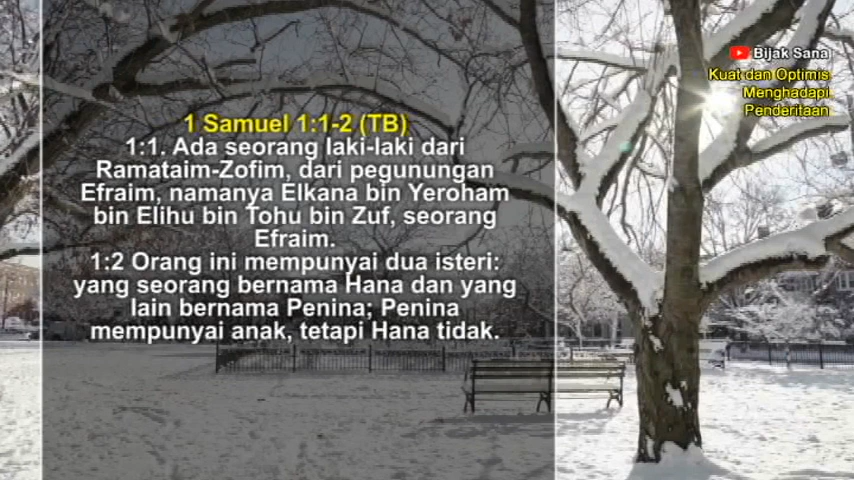 1 Samuel 1:1-2 (TB)
1:1. Ada seorang laki-laki dari
Ramataim-Zofim, dari pegunungan
Efraim, namanya Elkana bin Yeroham
bin Elihu bin Tohu bin Zuf, seorang
Efraim.
1:2 Orang ini mempunyai dua isteri:
yang seorang bernama Hana dan yang
lain bernama Penina; Penina
mempunyai anak, tetapi Hana tidak.
Bijak Sana
Kuat dan Optimis
Menghadapi
Penderitaan